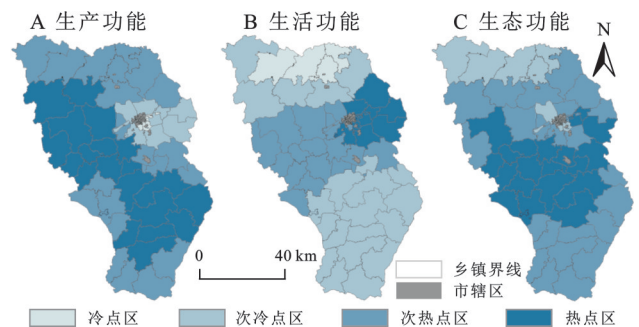 A 生产功能
B 生活功能
C 生态功能
N
0
40 km
乡镇界线
市辖区
冷点区
次冷点区
次热点区
热点区